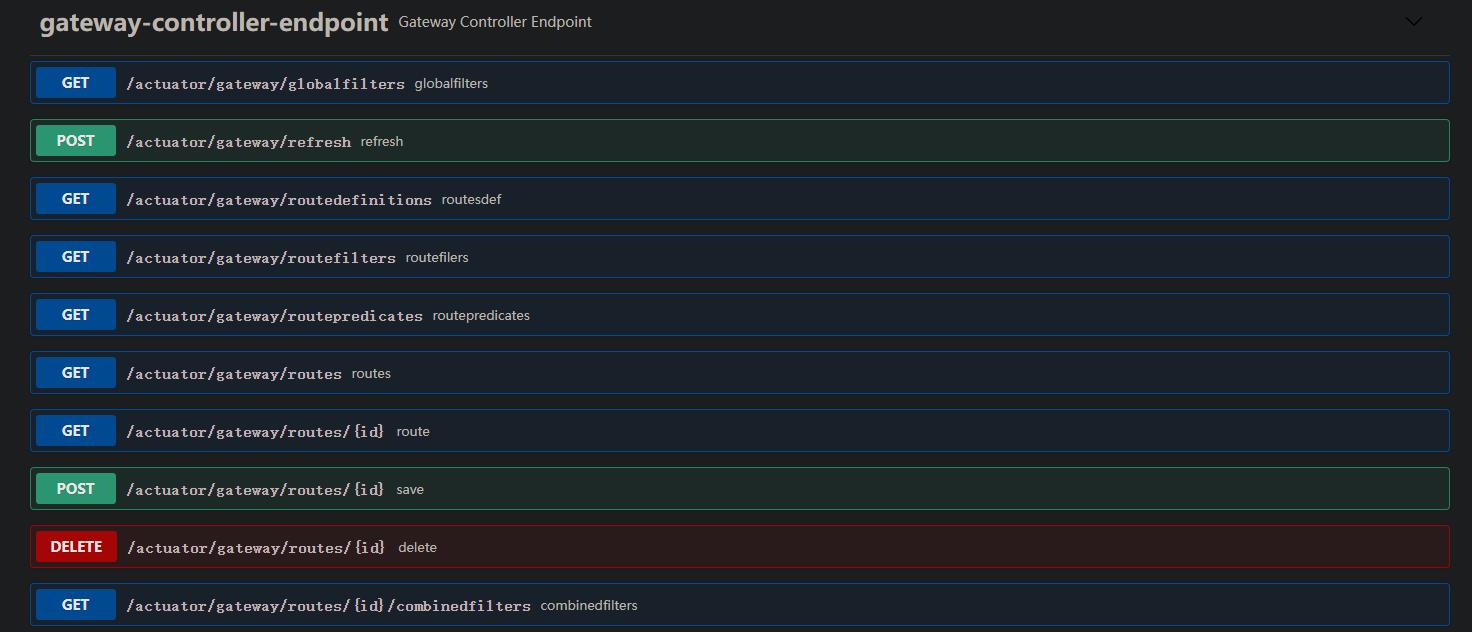 gateway-controller-endpoint Gateway Controller Endpoint
GET /actuator/gateway/globalfilters globalfilters
POST /actuator/gateway/refresh refresh
GET /actuator/gateway/routedefinitions routesdef
GET /actuator/gateway/routefilters routefilers
GET /actuator/gateway/routepredicates routepredicates
GET /actuator/gateway/routes routes
GET /actuator/gateway/routes/{id} route
POST /actuator/gateway/routes/{id} save
DELETE /actuator/gateway/routes/{id} delete
GET /actuator/gateway/routes/{id}/combinedfilters combinedfilters